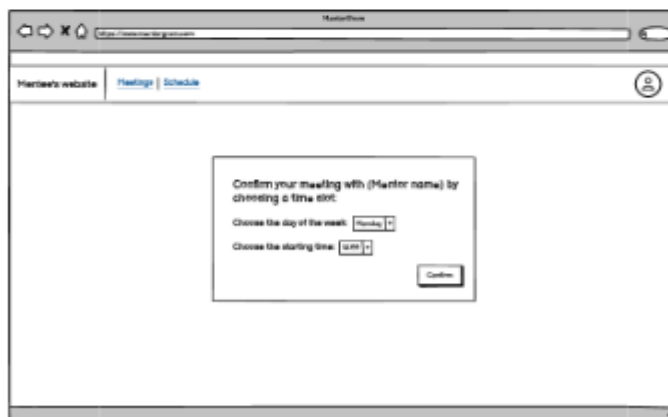 Mentee's website
Meetings | Schedule
Confirm your meeting with (Mentor name) by
choosing a time slot:
Choose the day of the week: Monday
Choose the starting time:
Confirm